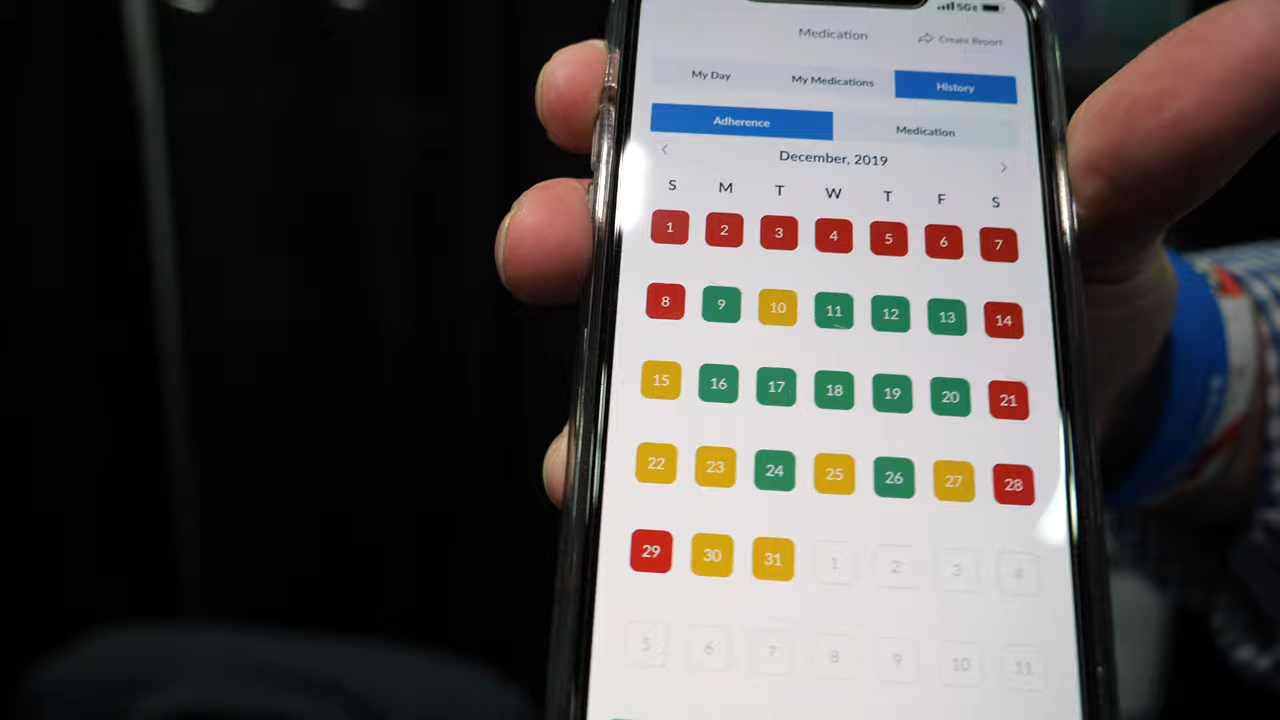 5GE
Medication
Create Report
My Day My Medications History
Adherence Medication
< December, 2019 >
S M T W T F S
1 2 3 4 5 6 7
8 9 10 11 12 13 14
15 16 17 18 19 20 21
22 23 24 25 26 27 28
29 30 31 1 2 3 4
5 6 7 8 9 10 11